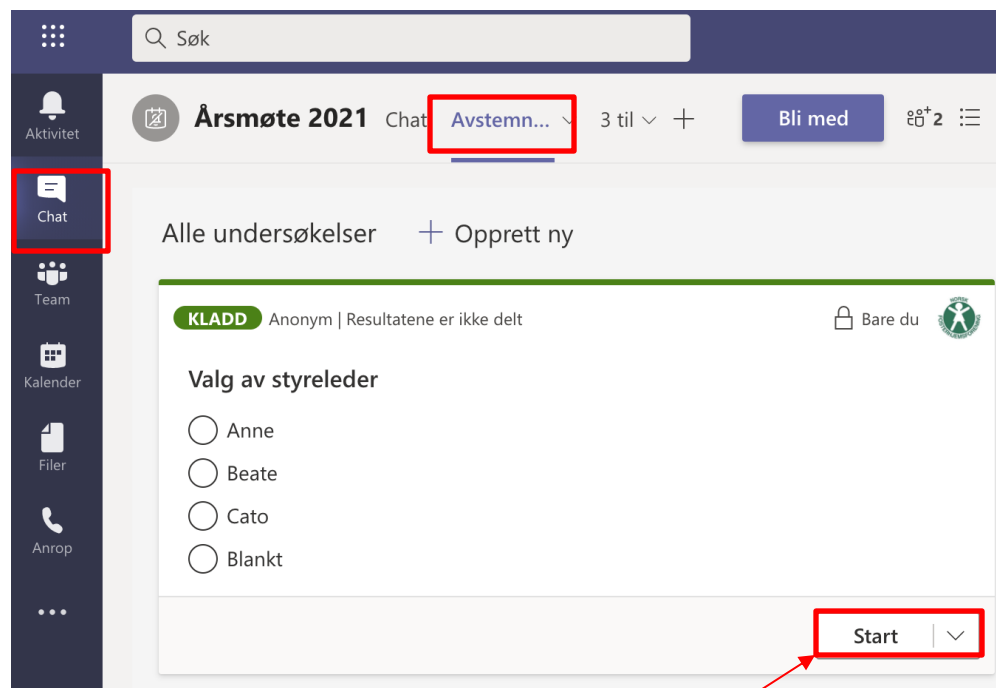 Søk
Årsmøte 2021 Chat Avstemn... 3 til Bli med 2
Aktivitet
Chat
Team
Kalender
Filer
Anrop
Alle undersøkelser + Opprett ny
KLADD Anonym | Resultatene er ikke delt Bare du
Valg av styreleder
Anne
Beate
Cato
Blankt
Start